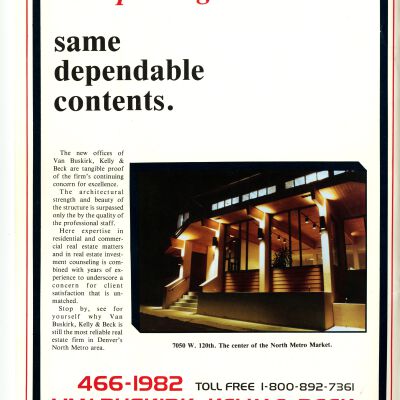 same
dependable
contents.
The new offices of
Van Buskirk, Kelly &
Beck are tangible proof
of the firm's continuing
concern for excellence.
The architectural
strength and beauty of
the structure is surpassed
only the by the quality of
the professional staff.
Here expertise in
residential and commer-
cial real estate matters
and in real estate invest-
ment counseling is com-
bined with years of ex-
perience to underscore a
concern for client
satisfaction that is un-
matched.
Stop by, see for
yourself why Van
Buskirk, Kelly & Beck is
still the most reliable real
estate firm in Denver's
North Metro area.
7050 W. 120th. The center of the North Metro Market.
466-1982 TOLL FREE 1-800-892-7361